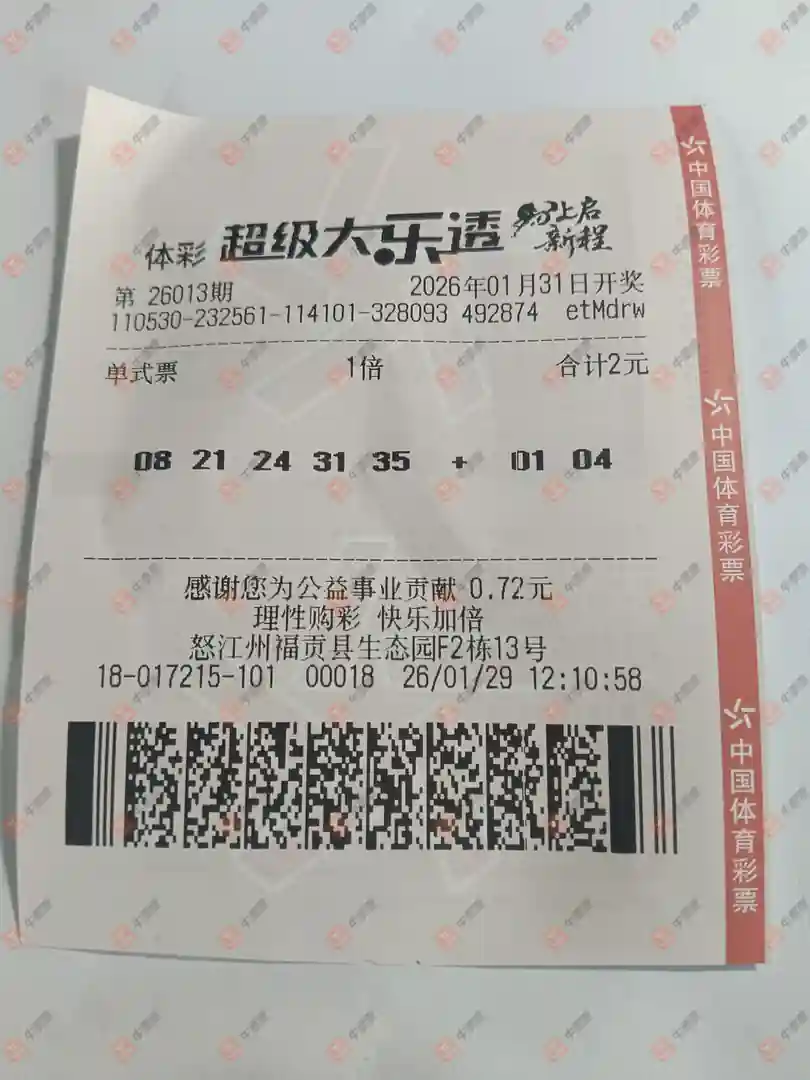 体彩 超级大乐透 马上启
新程
第 26013期 2026年01月31日开奖
110530-232561-114101-328093 492874 etMdrw
单式票 1倍 合计2元
08 21 24 31 35 + 01 04
感谢您为公益事业贡献 0.72元
理性购彩 快乐加倍
怒江州福贡县生态园F2栋13号
18-017215-101 00018 26/01/29 12:10:58
中国体育彩票
中国体育彩票
中国体育彩票